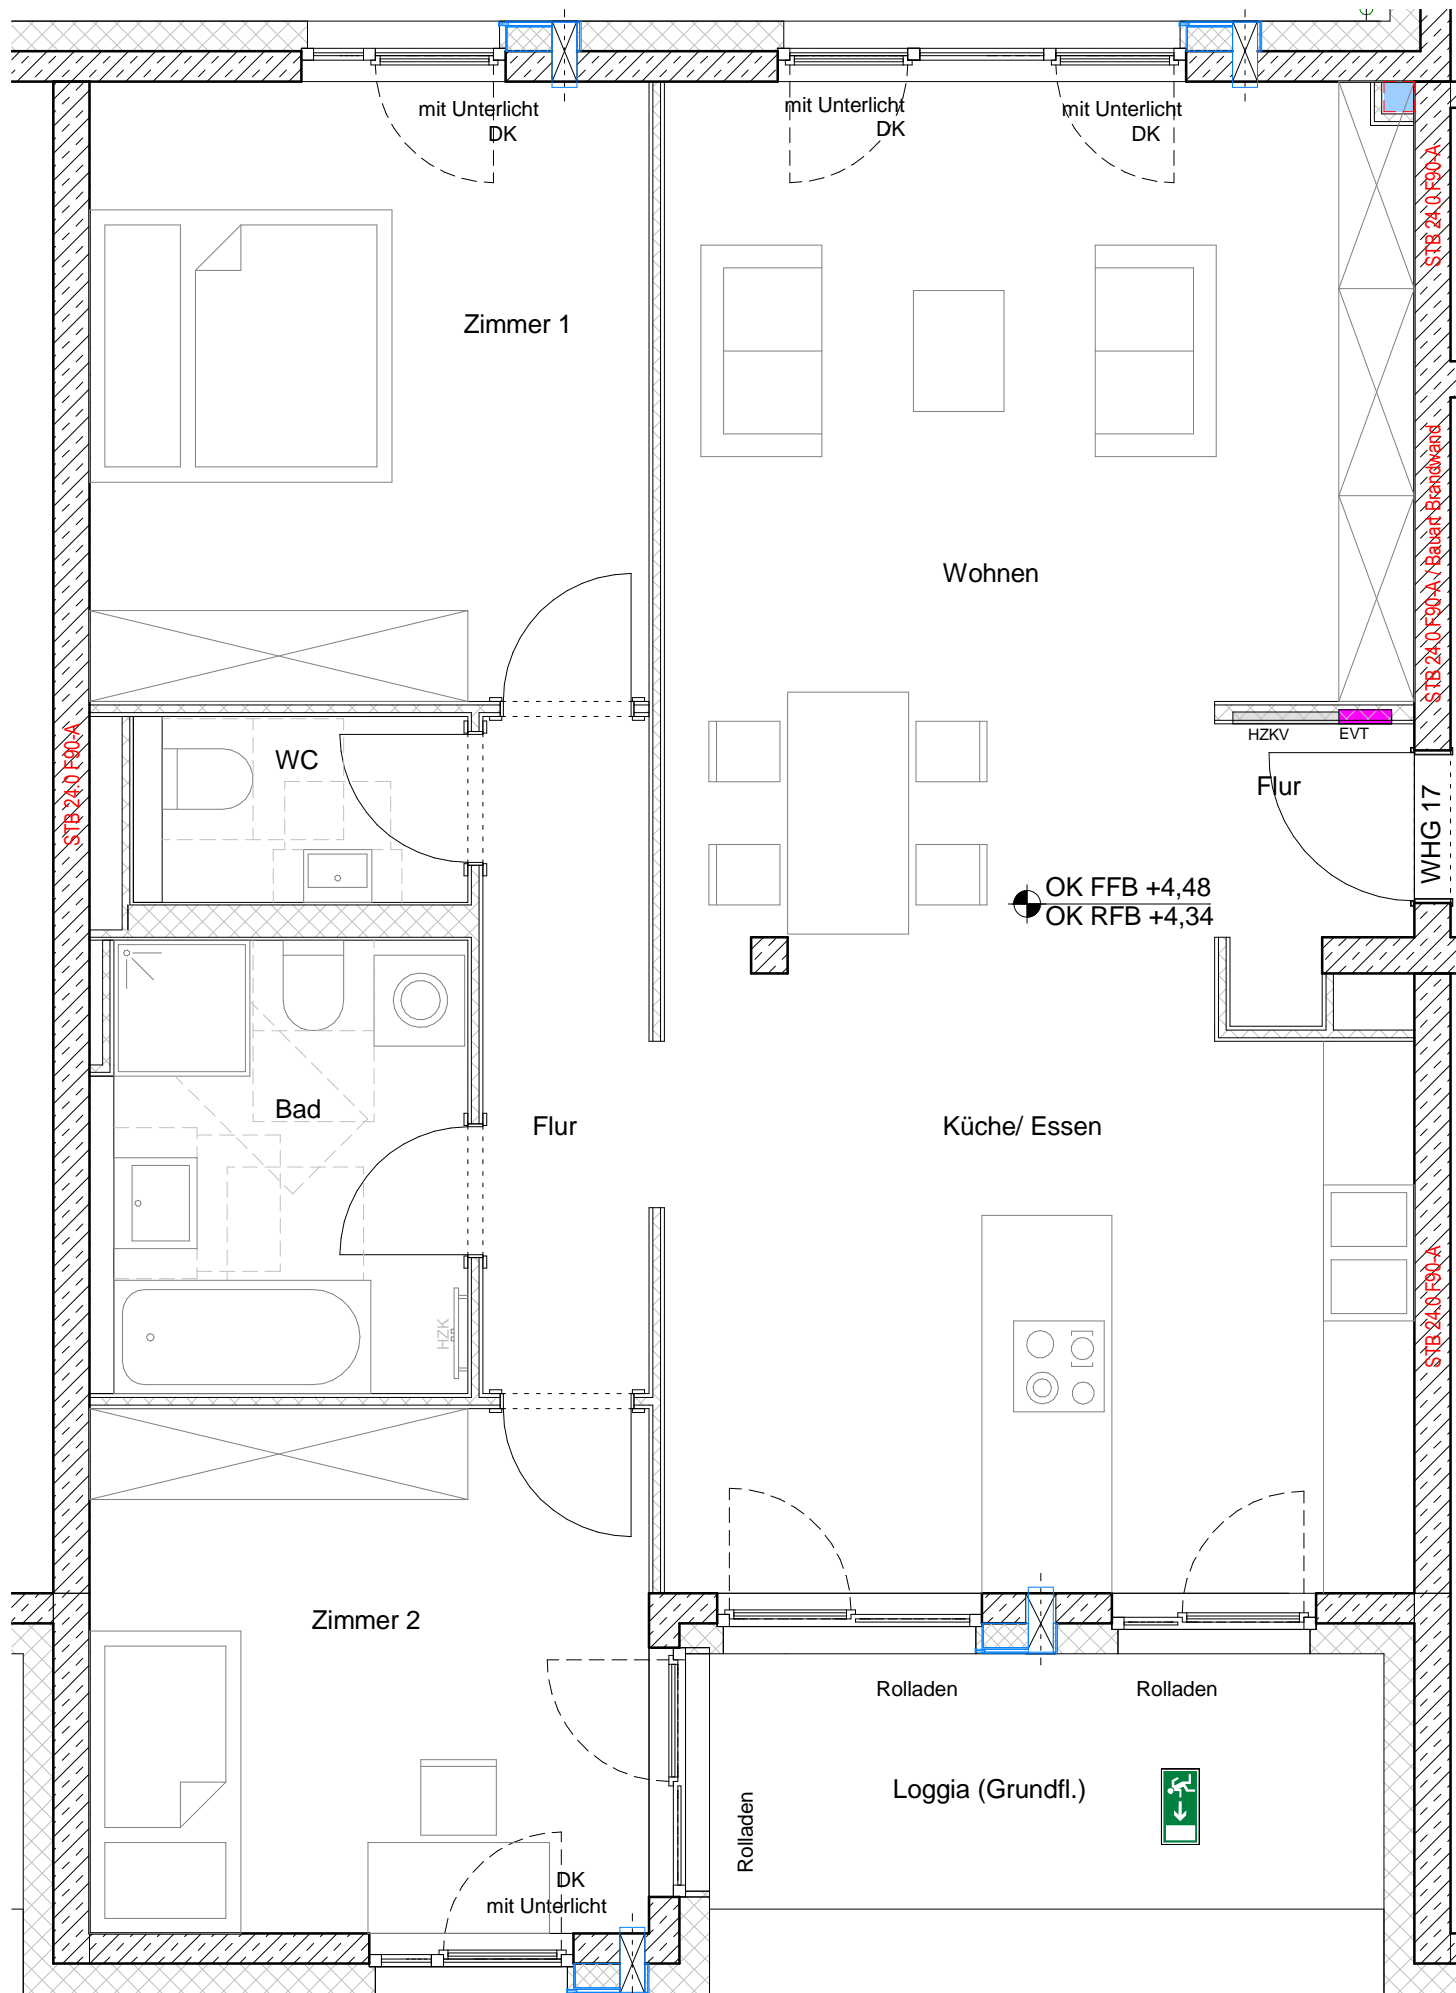 mit Unterlicht
DK
mit Unterlicht
DK
mit Unterlicht
DK
STB 24.0 F90-A
Zimmer 1
STB 24.0 F90-A / Bauart Brandwand
Wohnen
STB 24.0 F90-A
WC
HZKV
EVT
Flur
WHG 17
OK FFB +4,48
OK RFB +4,34
Bad
Flur
Küche/ Essen
HZK
STB 24.0 F90-A
Zimmer 2
Rolladen
Rolladen
Loggia (Grundfl.)
Rolladen
DK
mit Unterlicht